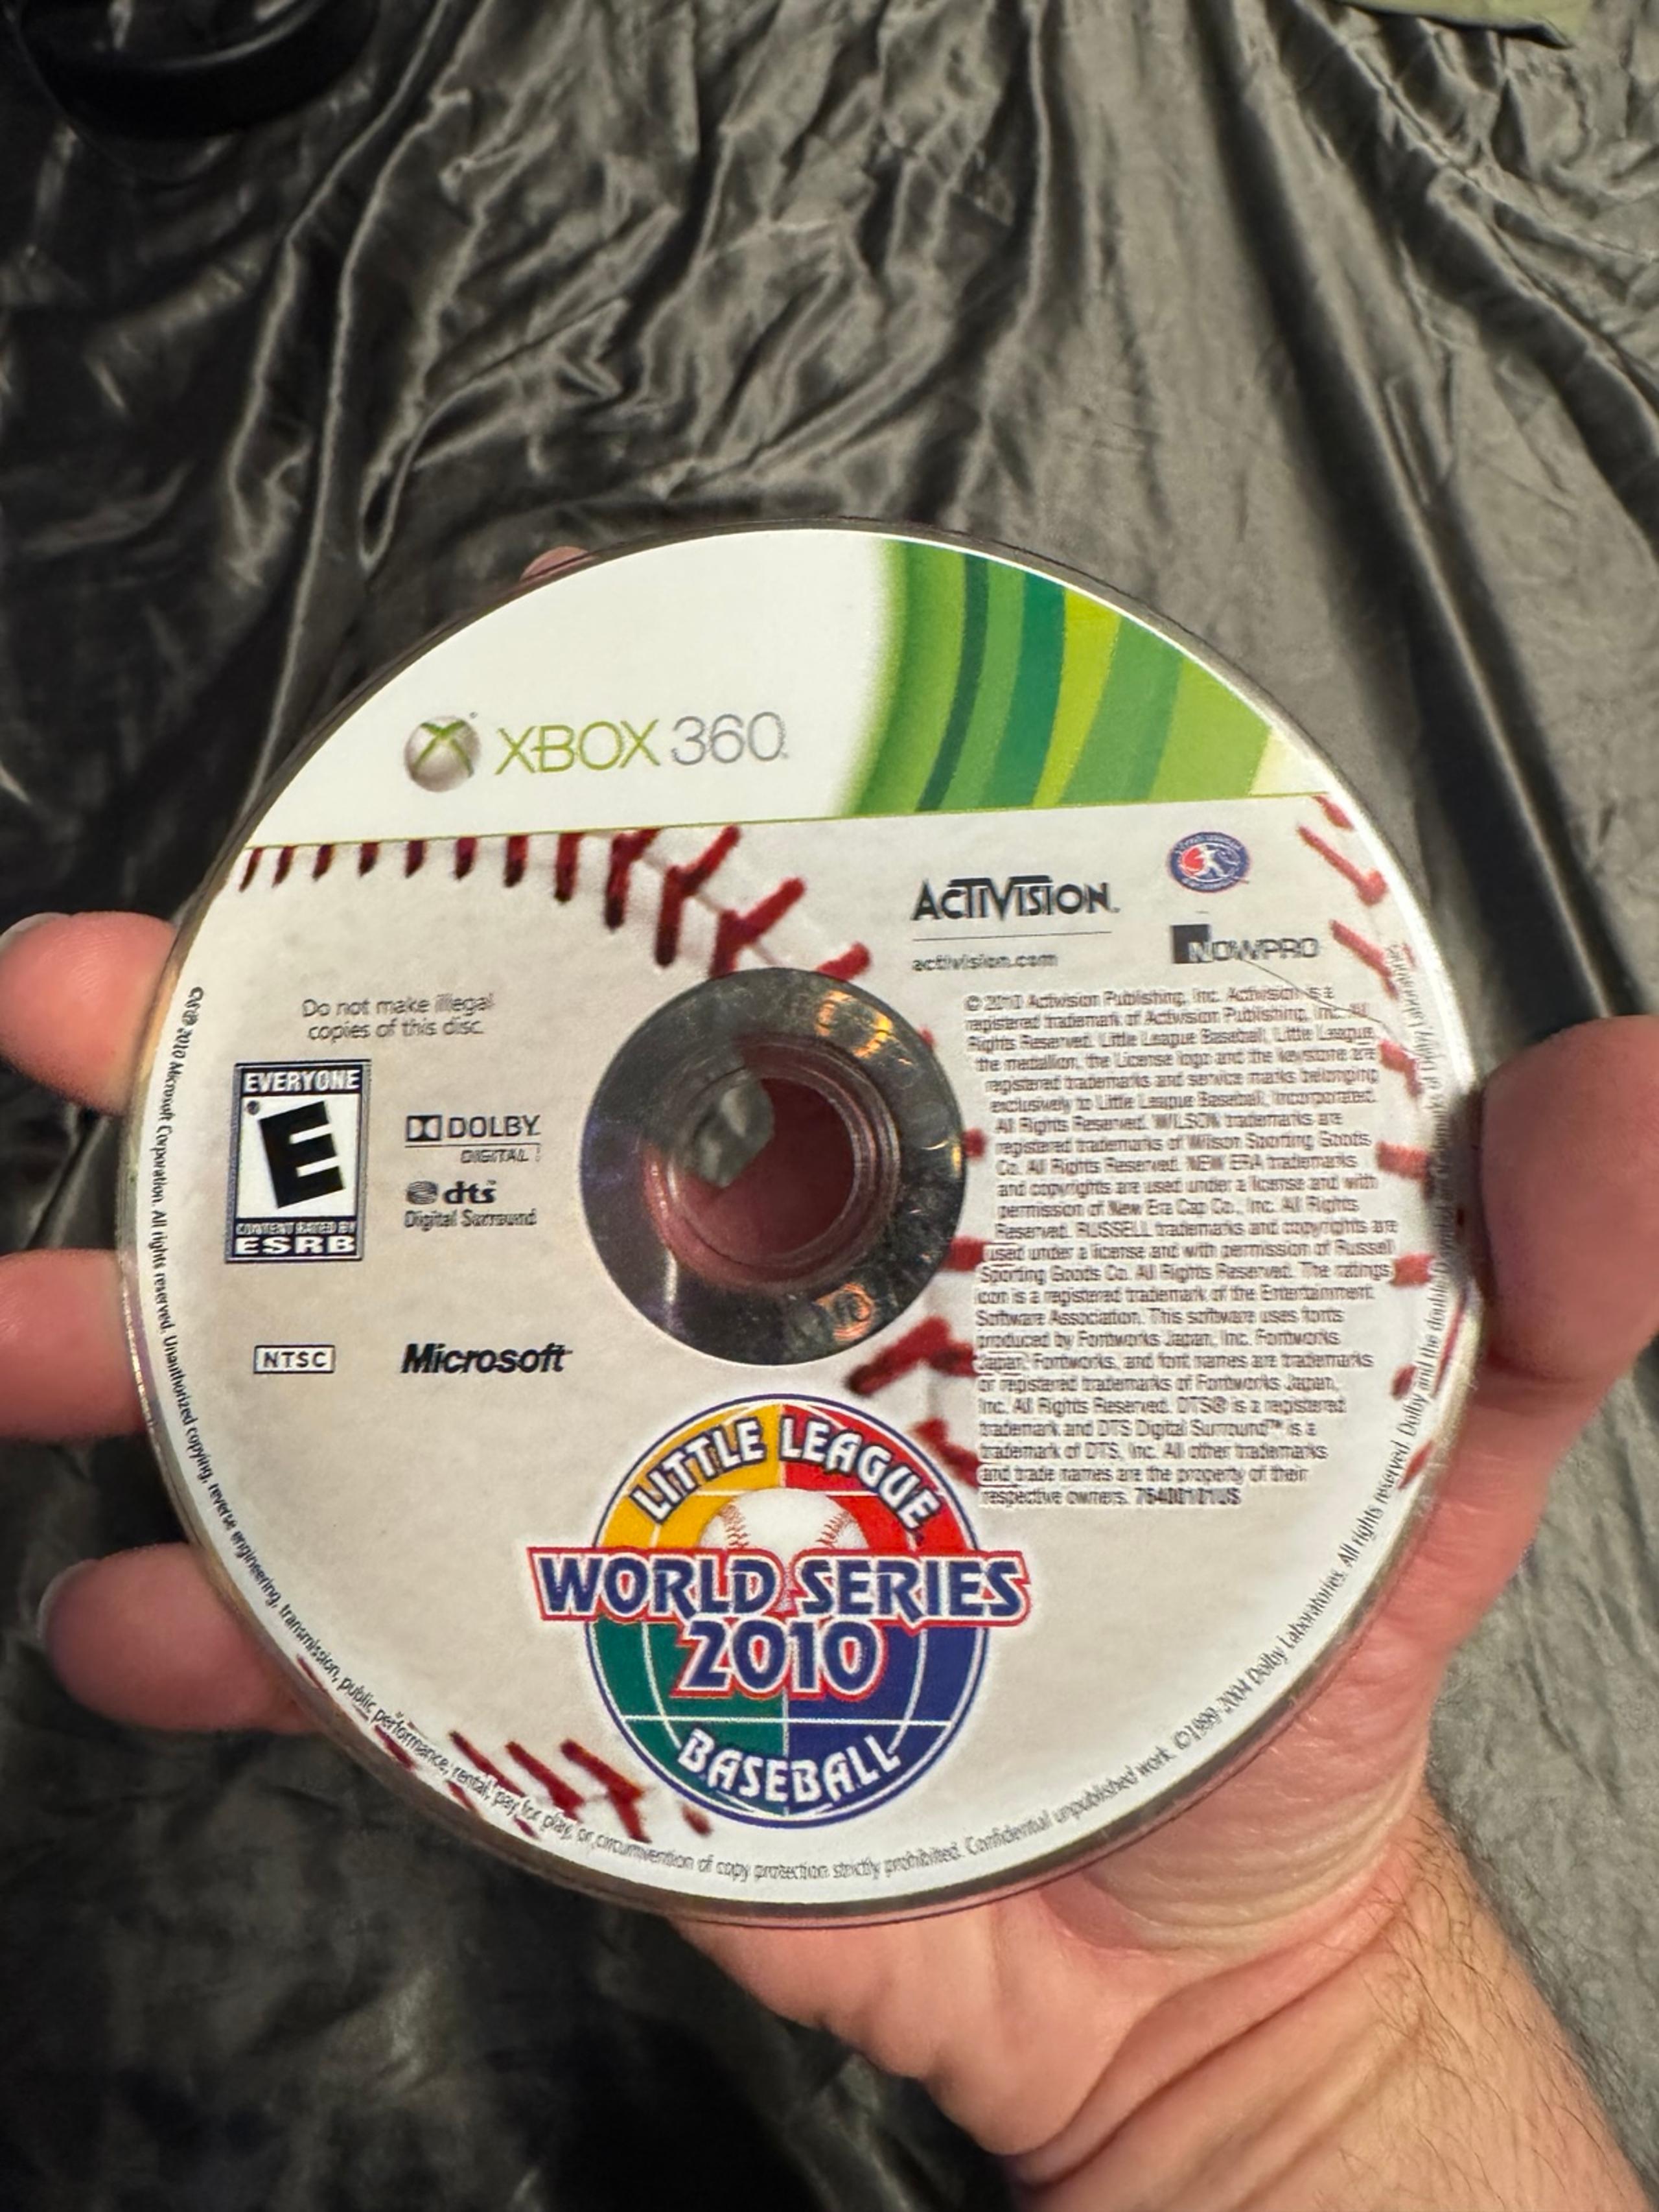 XBOX 360
ACTIVISION
activision.com
NOWPRO
Do not make illegal
copies of this disc.
EVERYONE
E
CONTENT RATED BY
ESRB
DOLBY
DIGITAL
dts
Digital Surround
NTSC
Microsoft
© 2010 Activision Publishing, Inc. Activision is a
registered trademark of Activision Publishing, Inc. All
Rights Reserved. Little League Baseball, Little League,
the medallion, the License logo and the keystone are
registered trademarks and service marks belonging
exclusively to Little League Baseball, Incorporated.
All Rights Reserved. WILSON trademarks are
registered trademarks of Wilson Sporting Goods
Co. All Rights Reserved. NEW ERA trademarks
and copyrights are used under a license and with
permission of New Era Cap Co., Inc. All Rights
Reserved. RUSSELL trademarks and copyrights are
used under a license and with permission of Russell
Sporting Goods Co. All Rights Reserved. The ratings
icon is a registered trademark of the Entertainment
Software Association. This software uses fonts
produced by Fontworks Japan, Inc. Fontworks
Japan, Fontworks, and font names are trademarks
or registered trademarks of Fontworks Japan,
Inc. All Rights Reserved. DTS® is a registered
trademark and DTS Digital Surround™ is a
trademark of DTS, Inc. All other trademarks
and trade names are the property of their
respective owners.
LITTLE LEAGUE
WORLD SERIES
2010
BASEBALL
2010 Microsoft Corporation. All rights reserved. Unauthorized copying, reverse engineering, transmission, public performance, rental, pay for play, or circumvention of copy protection strictly prohibited. Confidential unpublished work. ©1999-2004 Dolby Laboratories. All rights reserved. Dolby and the double